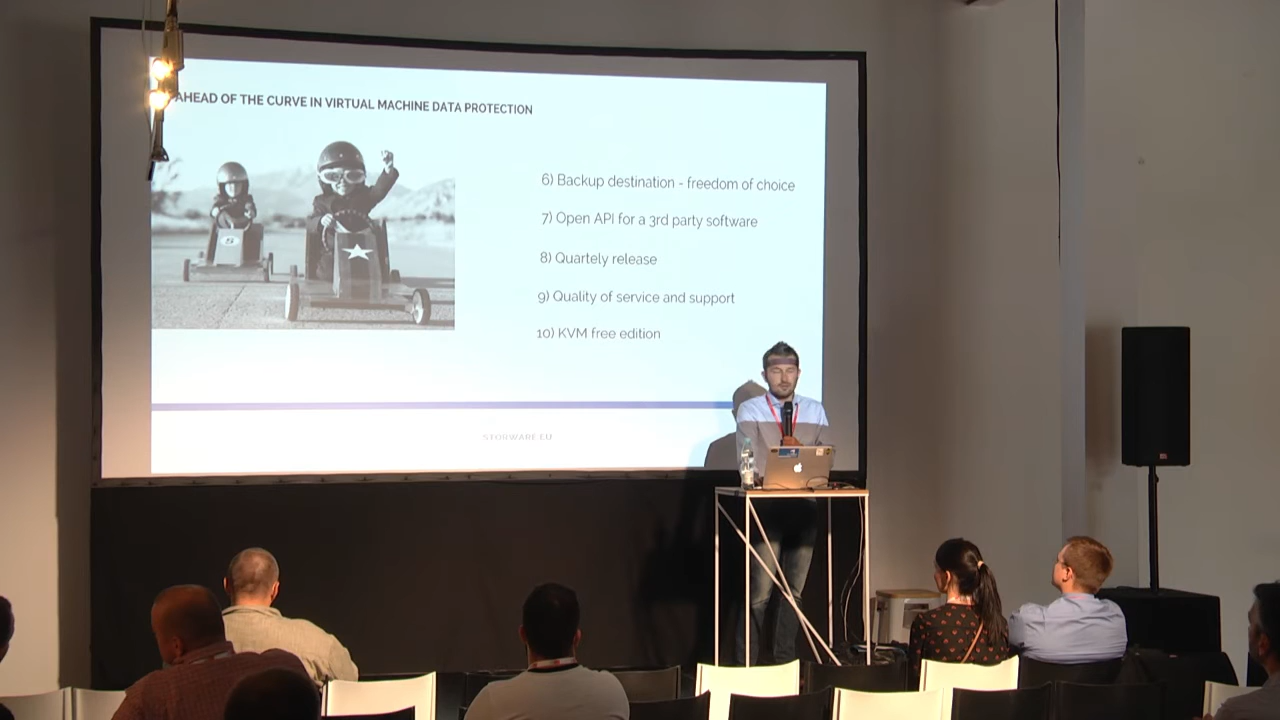 AHEAD OF THE CURVE IN VIRTUAL MACHINE DATA PROTECTION
6) Backup destination - freedom of choice
7) Open API for a 3rd party software
8) Quartely release
9) Quality of service and support
10) KVM free edition
STORWARE.EU